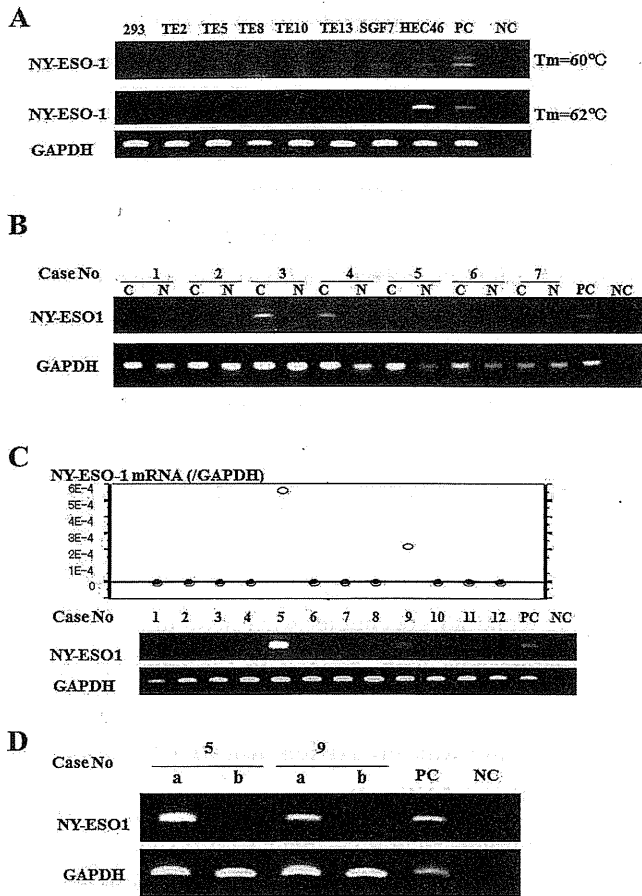 A
293 TE2 TE5 TE8 TE10 TE13 SGF7 HEC46 PC NC
NY-ESO-1 Tm=60℃
NY-ESO-1 Tm=62℃
GAPDH
B
Case No 1 2 3 4 5 6 7
C N C N C N C N C N C N C N PC NC
NY-ESO1
GAPDH
C
NY-ESO-1 mRNA (/GAPDH)
6E-4
5E-4
4E-4
2E-4
1E-4
0
Case No 1 2 3 4 5 6 7 8 9 10 11 12 PC NC
NY-ESO1
GAPDH
D
Case No 5 9
a b a b PC NC
NY-ESO1
GAPDH